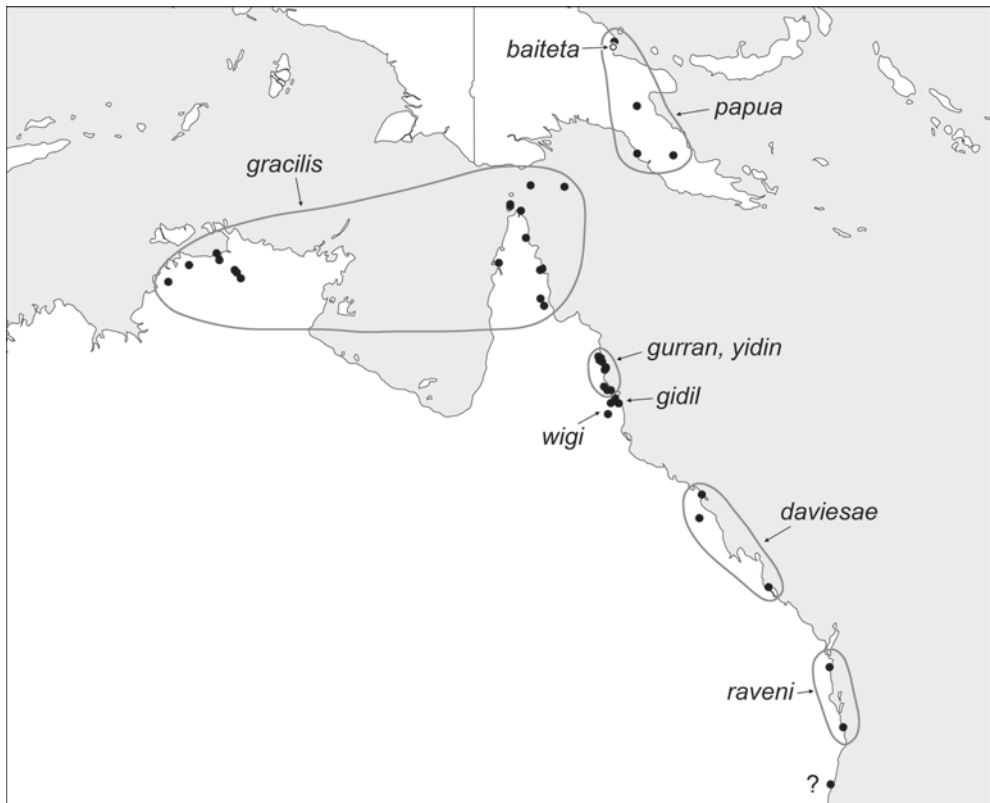 baiteta
papua
gracilis
gurran, yidin
gidil
wigi
daviesae
raveni
?